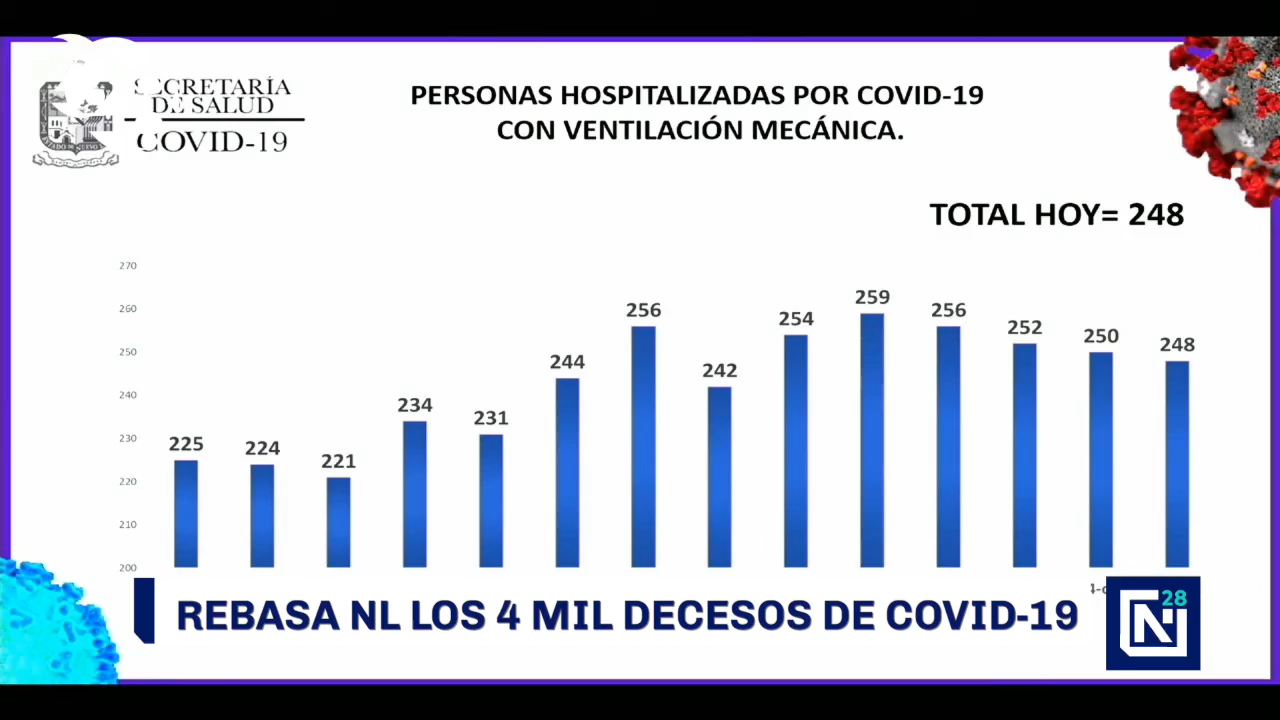 SECRETARÍA
DE SALUD
COVID-19
PERSONAS HOSPITALIZADAS POR COVID-19
CON VENTILACIÓN MECÁNICA.
TOTAL HOY= 248
270
260
250
240
230
220
210
200
225
224
221
234
231
244
256
242
254
259
256
252
250
248
REBASA NL LOS 4 MIL DECESOS DE COVID-19
N 28